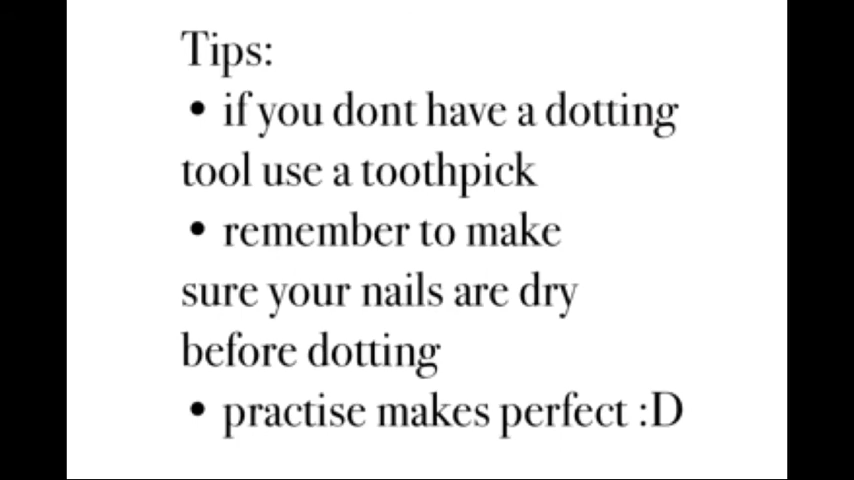 Tips:
• if you dont have a dotting
tool use a toothpick
• remember to make
sure your nails are dry
before dotting
• practise makes perfect :D